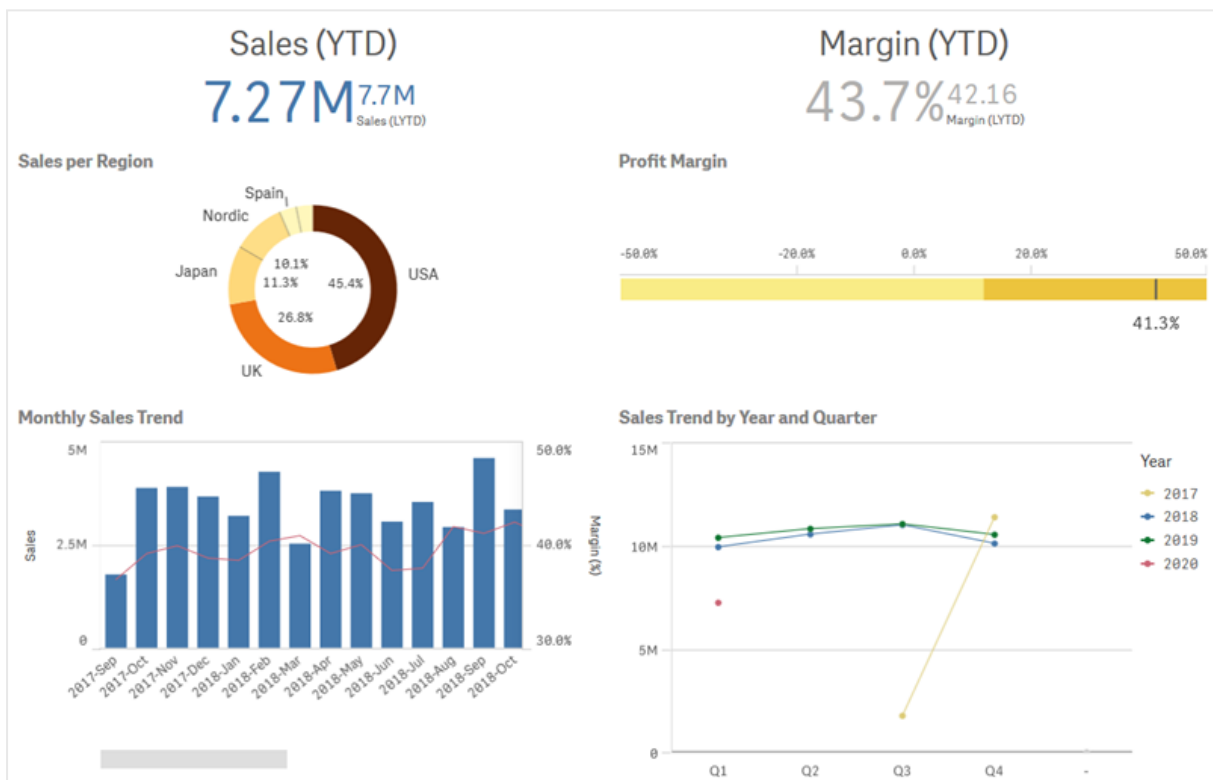 Sales (YTD)
7.27M 7.7M
Sales (LYTD)
Margin (YTD)
43.7% 42.16
Margin (LYTD)
Sales per Region
Spain
Nordic
Japan
USA
UK
10.1%
11.3%
45.4%
26.8%
Profit Margin
-50.0% -20.0% 0.0% 20.0% 50.0%
41.3%
Monthly Sales Trend
5M
2.5M
0
Sales
50.0%
40.0%
30.0%
Margin (%)
2017-Sep 2017-Oct 2017-Nov 2017-Dec 2018-Jan 2018-Feb 2018-Mar 2018-Apr 2018-May 2018-Jun 2018-Jul 2018-Aug 2018-Sep 2018-Oct
Sales Trend by Year and Quarter
15M
10M
5M
0
Q1 Q2 Q3 Q4 -
Year
2017
2018
2019
2020